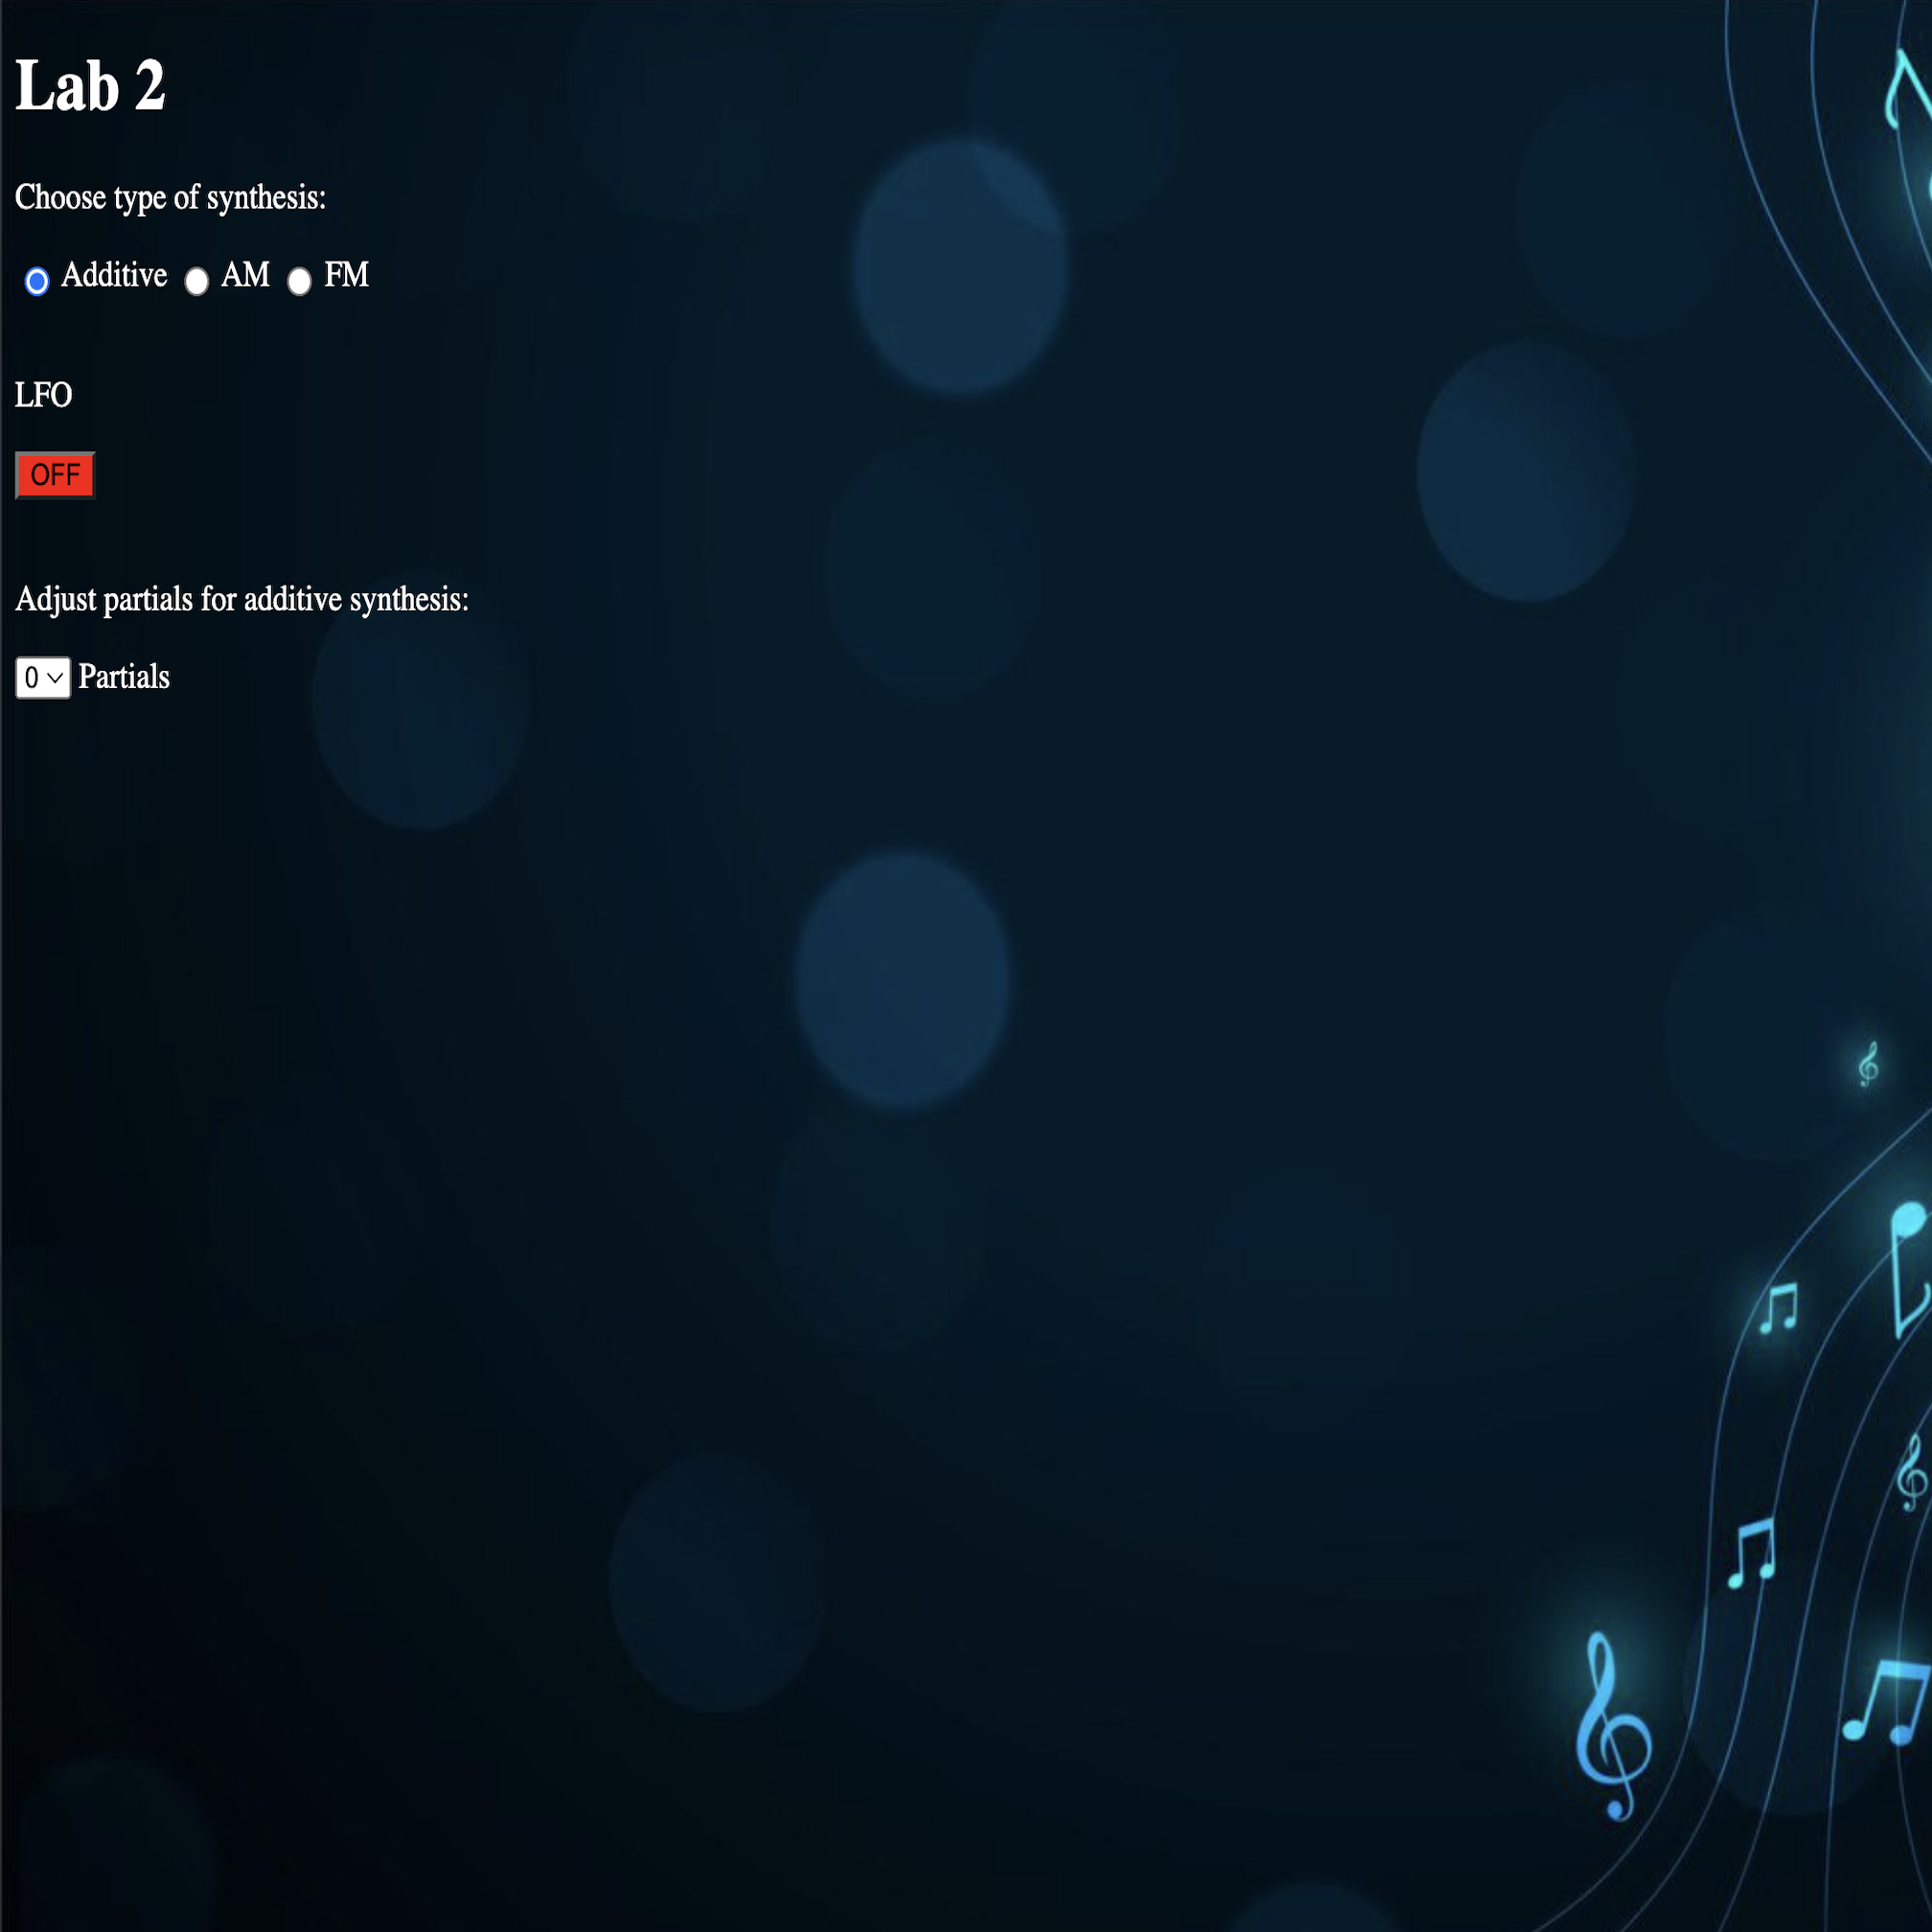 Lab 2
Choose type of synthesis:
Additive AM FM
LFO
OFF
Adjust partials for additive synthesis:
0 Partials